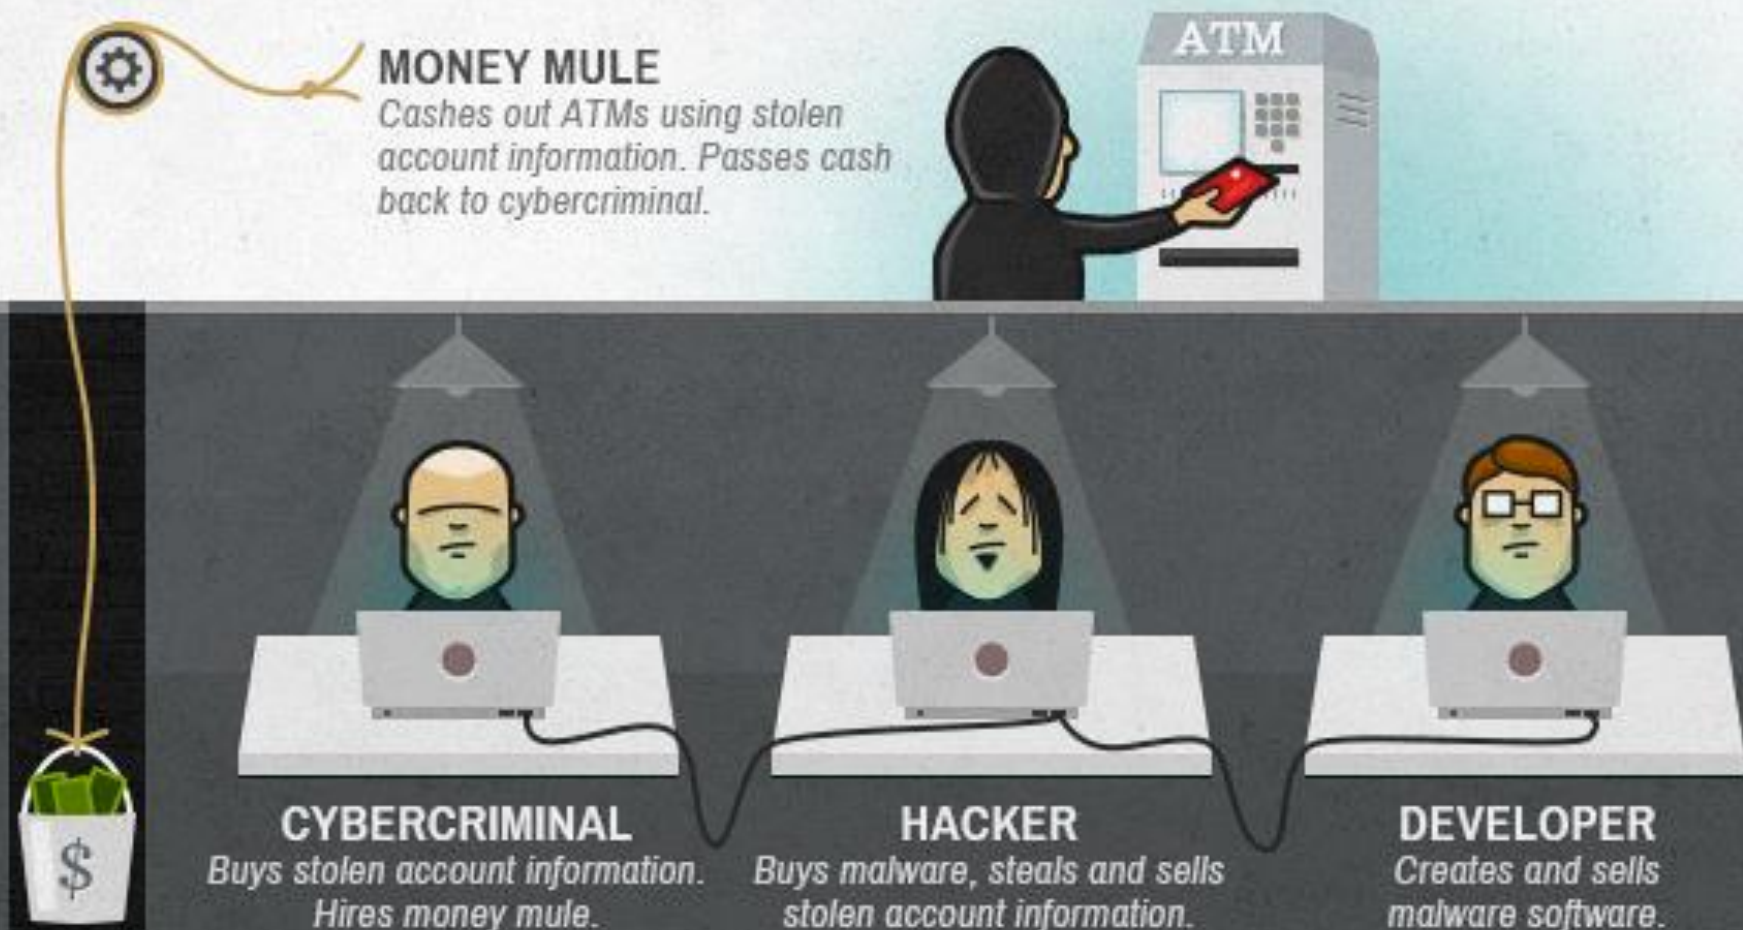 MONEY MULE
Cashes out ATMs using stolen
account information. Passes cash
back to cybercriminal.
ATM
CYBERCRIMINAL
Buys stolen account information.
Hires money mule.
HACKER
Buys malware, steals and sells
stolen account information.
DEVELOPER
Creates and sells
malware software.
$